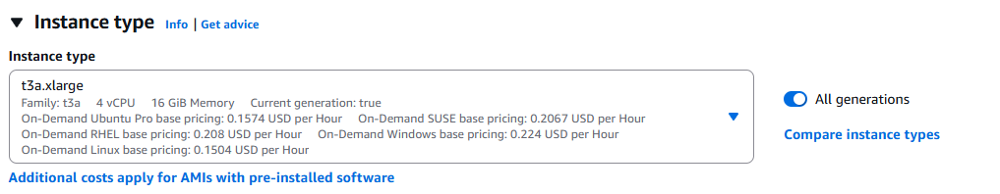 Instance type Info | Get advice
Instance type
t3a.xlarge
Family: t3a 4 vCPU 16 GiB Memory Current generation: true
On-Demand Ubuntu Pro base pricing: 0.1574 USD per Hour On-Demand SUSE base pricing: 0.2067 USD per Hour
On-Demand RHEL base pricing: 0.208 USD per Hour On-Demand Windows base pricing: 0.224 USD per Hour
On-Demand Linux base pricing: 0.1504 USD per Hour
All generations
Compare instance types
Additional costs apply for AMIs with pre-installed software